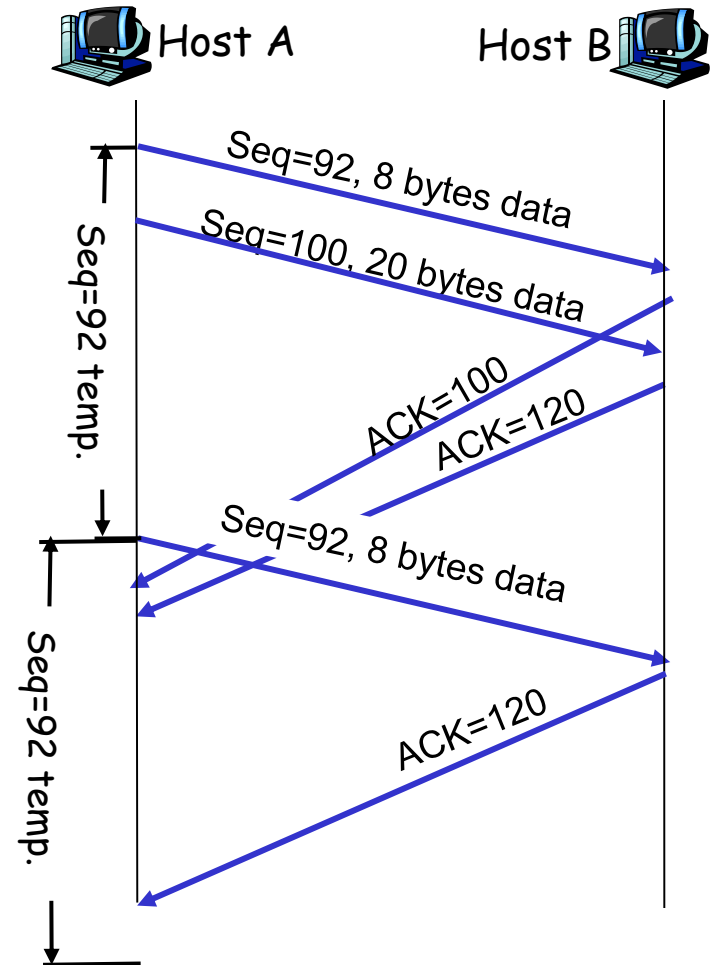 Host A
Host B
Seq=92, 8 bytes data
Seq=100, 20 bytes data
Seq=92 temp.
ACK=100
ACK=120
Seq=92, 8 bytes data
Seq=92 temp.
ACK=120